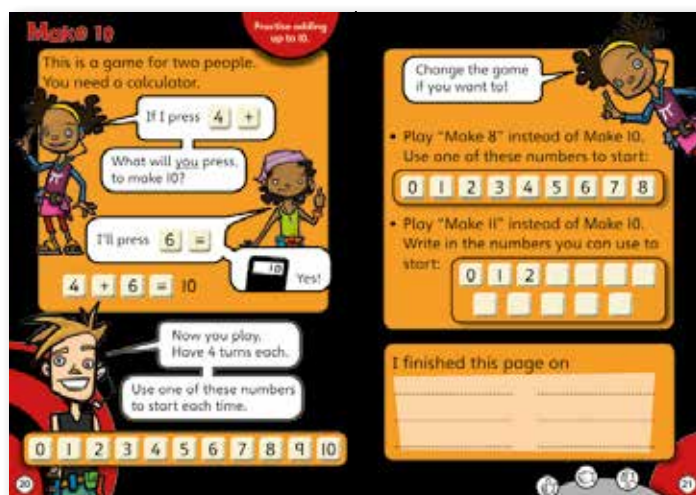 Make 10
Practise adding
up to 10.
This is a game for two people.
You need a calculator.
If I press 4 +
What will you press,
to make 10?
I'll press 6 =
10
Yes!
4 + 6 = 10
Now you play.
Have 4 turns each.
Use one of these numbers
to start each time.
0 1 2 3 4 5 6 7 8 9 10
20
Change the game
if you want to!
• Play "Make 8" instead of Make 10.
Use one of these numbers to start:
0 1 2 3 4 5 6 7 8
• Play "Make 11" instead of Make 10.
Write in the numbers you can use to
start:
0 1 2
I finished this page on
21